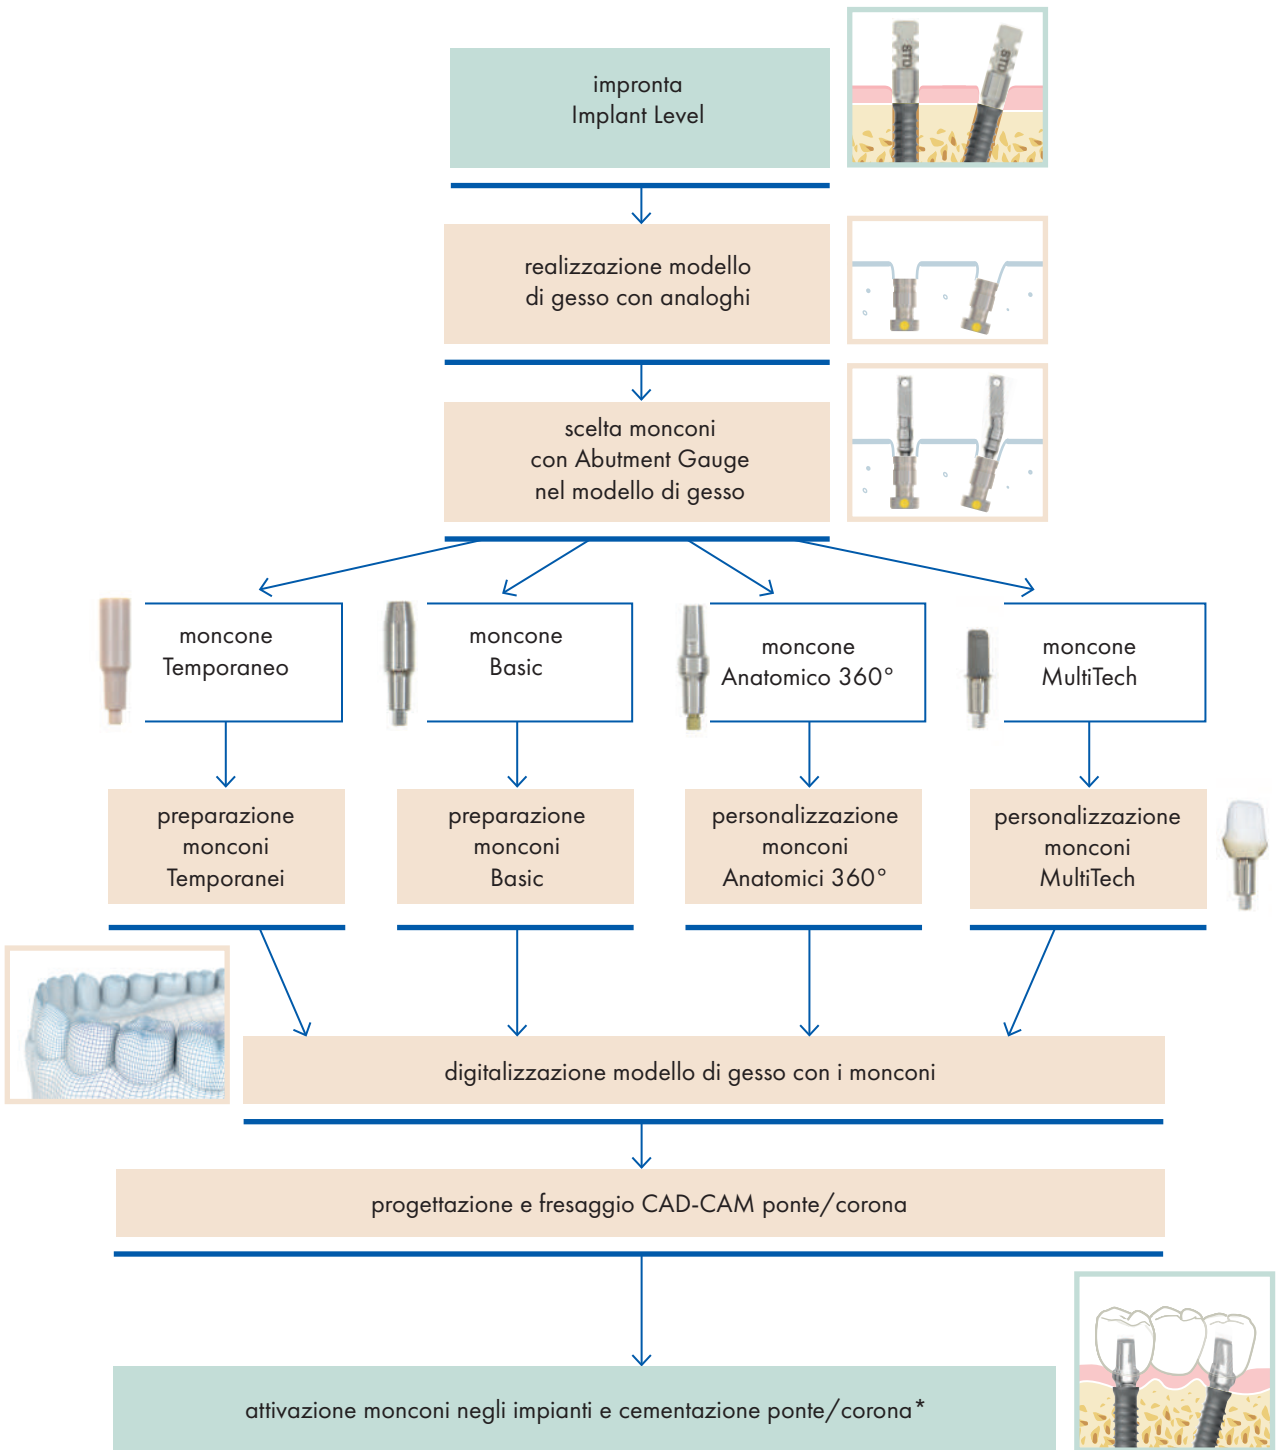 impronta
Implant Level
STD
STD
realizzazione modello
di gesso con analoghi
scelta monconi
con Abutment Gauge
nel modello di gesso
moncone
Temporaneo
moncone
Basic
moncone
Anatomico 360°
moncone
MultiTech
preparazione
monconi
Temporanei
preparazione
monconi
Basic
personalizzazione
monconi
Anatomici 360°
personalizzazione
monconi
MultiTech
digitalizzazione modello di gesso con i monconi
progettazione e fresaggio CAD-CAM ponte/corona
attivazione monconi negli impianti e cementazione ponte/corona*